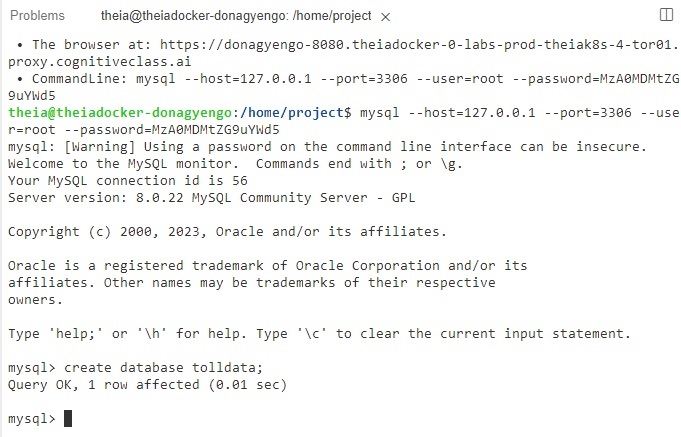 Problems theia@theiadocker-donagyengo: /home/project ×
• The browser at: https://donagyengo-8080.theiadocker-0-labs-prod-theiak8s-4-tor01.
proxy.cognitiveclass.ai
• CommandLine: mysql --host=127.0.0.1 --port=3306 --user=root --password=MzA0MDMtZG
9uYWd5
theia@theiadocker-donagyengo:/home/project$ mysql --host=127.0.0.1 --port=3306 --use
r=root --password=MzA0MDMtZG9uYWd5
mysql: [Warning] Using a password on the command line interface can be insecure.
Welcome to the MySQL monitor.  Commands end with ; or \g.
Your MySQL connection id is 56
Server version: 8.0.22 MySQL Community Server - GPL

Copyright (c) 2000, 2023, Oracle and/or its affiliates.

Oracle is a registered trademark of Oracle Corporation and/or its
affiliates. Other names may be trademarks of their respective
owners.

Type 'help;' or '\h' for help. Type '\c' to clear the current input statement.

mysql> create database tolldata;
Query OK, 1 row affected (0.01 sec)

mysql>